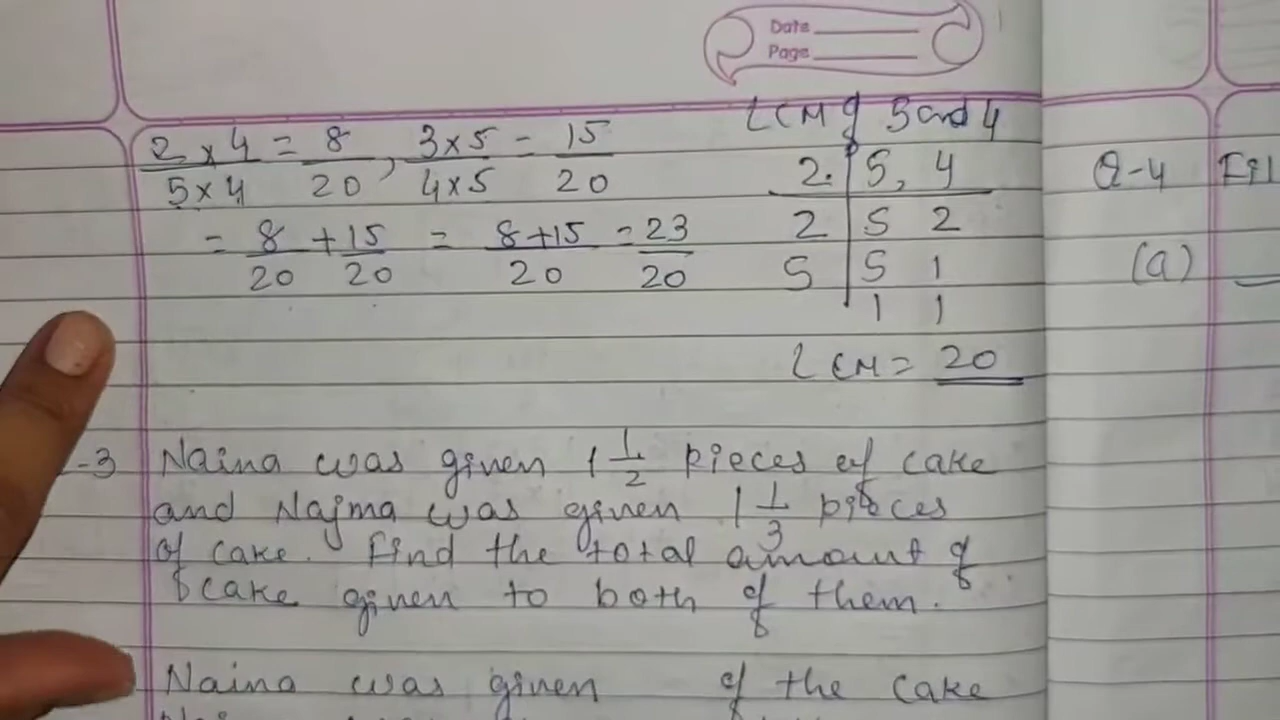 Date
Page
2 x 4 / 5 x 4 = 8 / 20 , 3 x 5 / 4 x 5 = 15 / 20
= 8 / 20 + 15 / 20 = 8+15 / 20 = 23 / 20
LCM of 5 and 4
2. | 5, 4
2 | 5 2
5 | 5 1
1 1
LCM = 20
-3 Naina was given 1 1/2 pieces of cake
and Najma was given 1 1/3 pieces
of cake. Find the total amount of
cake given to both of them.
Naina was given of the cake
Q-4 Fil
(a)